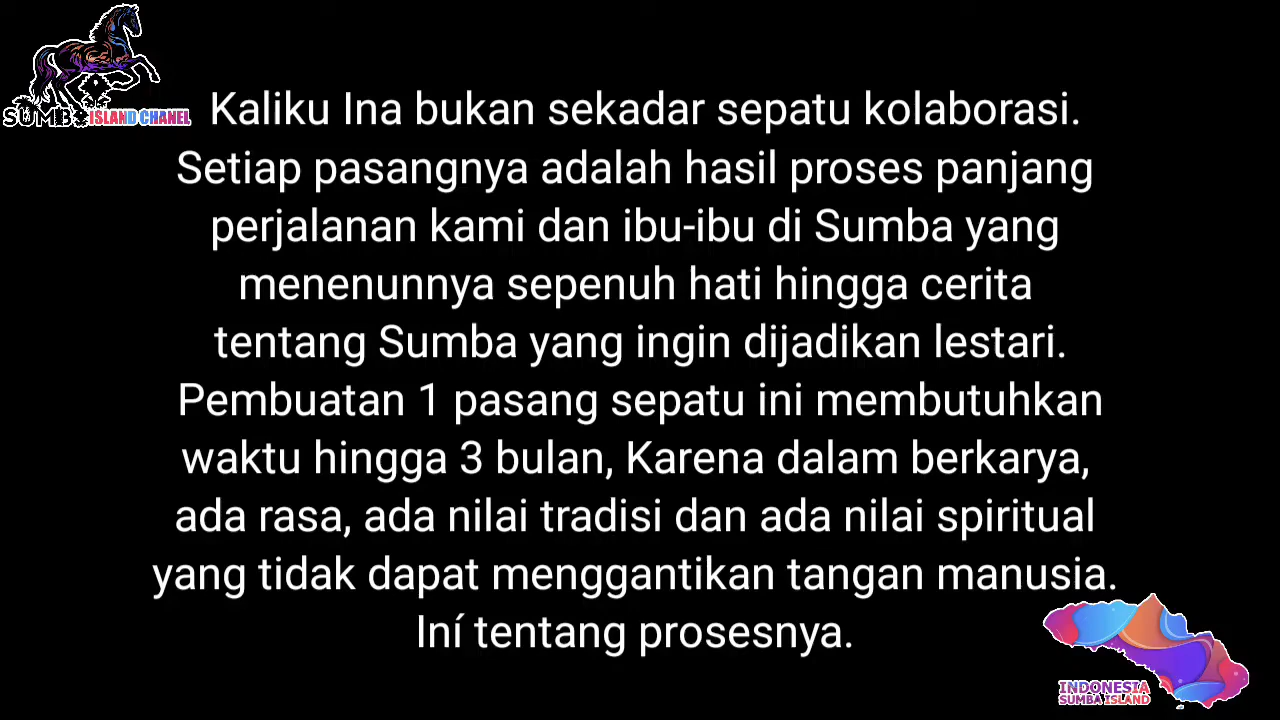 SUMBA ISLAND CHANEL
Kaliku Ina bukan sekadar sepatu kolaborasi.
Setiap pasangnya adalah hasil proses panjang
perjalanan kami dan ibu-ibu di Sumba yang
menenunnya sepenuh hati hingga cerita
tentang Sumba yang ingin dijadikan lestari.
Pembuatan 1 pasang sepatu ini membutuhkan
waktu hingga 3 bulan, Karena dalam berkarya,
ada rasa, ada nilai tradisi dan ada nilai spiritual
yang tidak dapat menggantikan tangan manusia.
Iní tentang prosesnya.
INDONESIA
SUMBA ISLAND